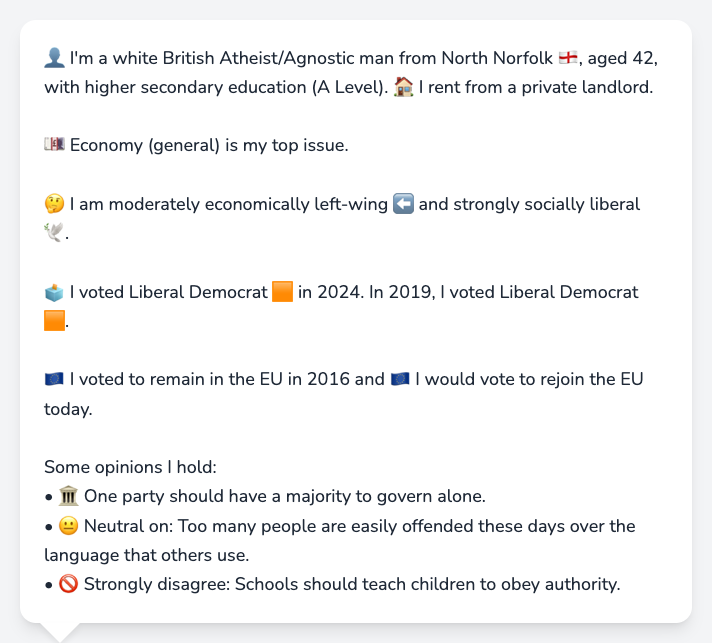 👤 I'm a white British Atheist/Agnostic man from North Norfolk 🏴󠁧󠁢󠁥󠁮󠁧󠁿, aged 42,
with higher secondary education (A Level). 🏠 I rent from a private landlord.
💷 Economy (general) is my top issue.
🤔 I am moderately economically left-wing ⬅️ and strongly socially liberal
🕊️.
🗳️ I voted Liberal Democrat 🟧 in 2024. In 2019, I voted Liberal Democrat
🟧.
🇪🇺 I voted to remain in the EU in 2016 and 🇪🇺 I would vote to rejoin the EU
today.
Some opinions I hold:
• 🏛️ One party should have a majority to govern alone.
• 😐 Neutral on: Too many people are easily offended these days over the
language that others use.
• 🚫 Strongly disagree: Schools should teach children to obey authority.